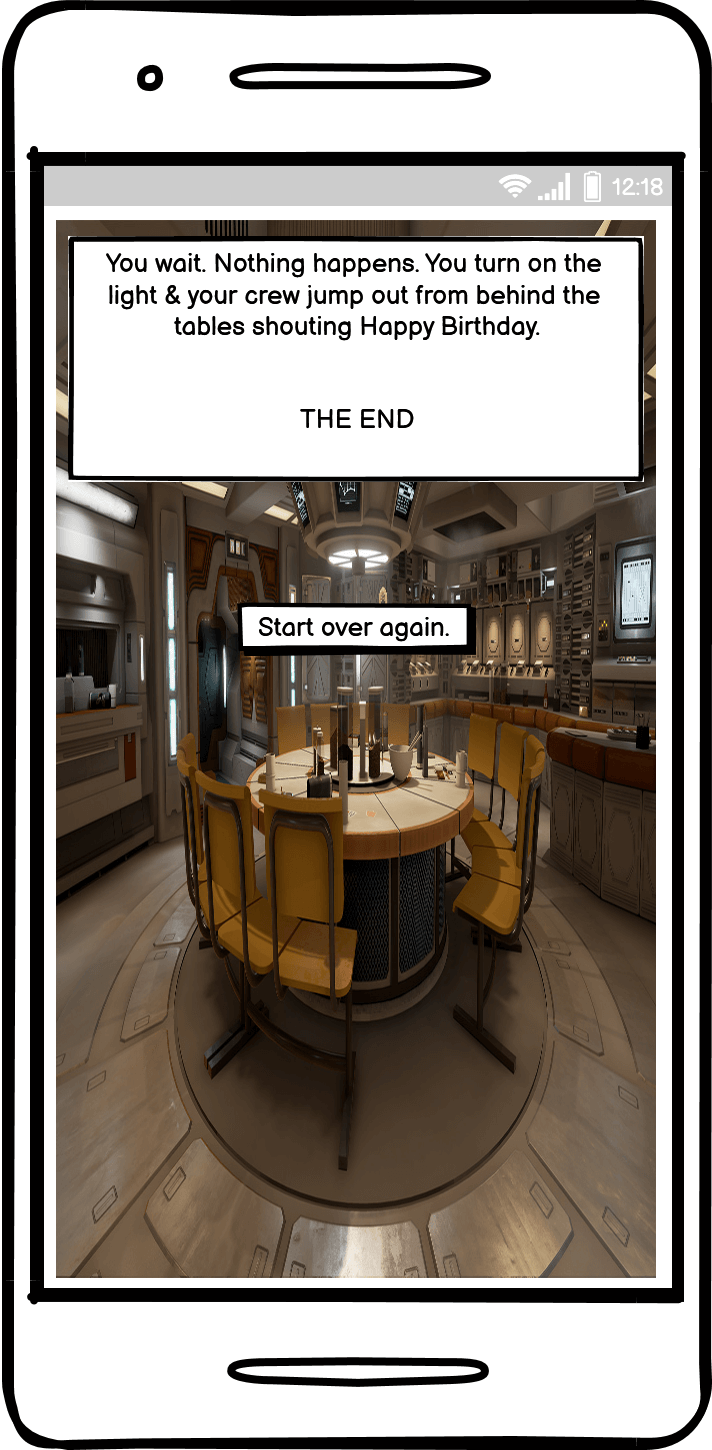 12:18
You wait. Nothing happens. You turn on the
light & your crew jump out from behind the
tables shouting Happy Birthday.
THE END
Start over again.